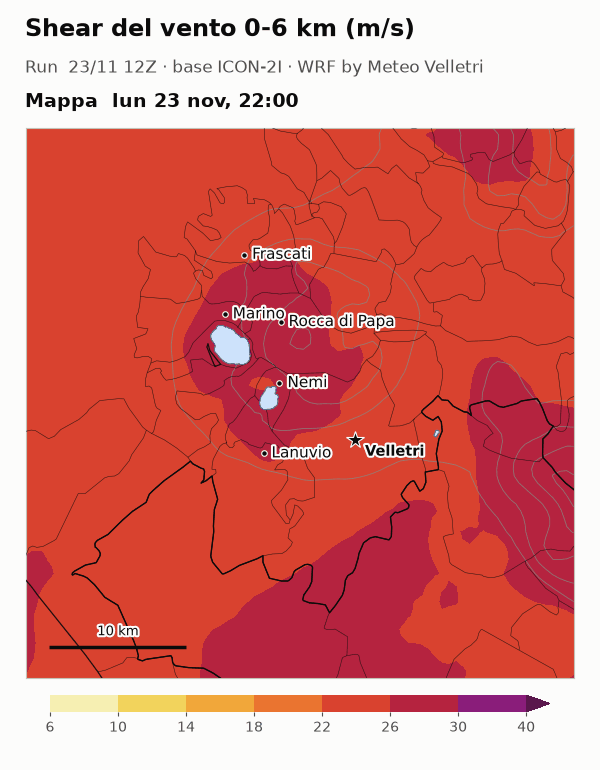 Shear del vento 0-6 km (m/s)
Run  23/11 12Z · base ICON-2I · WRF by Meteo Velletri
Mappa  lun 23 nov, 22:00
Frascati
Marino
Rocca di Papa
Nemi
Velletri
Lanuvio
10 km
6 10 14 18 22 26 30 40